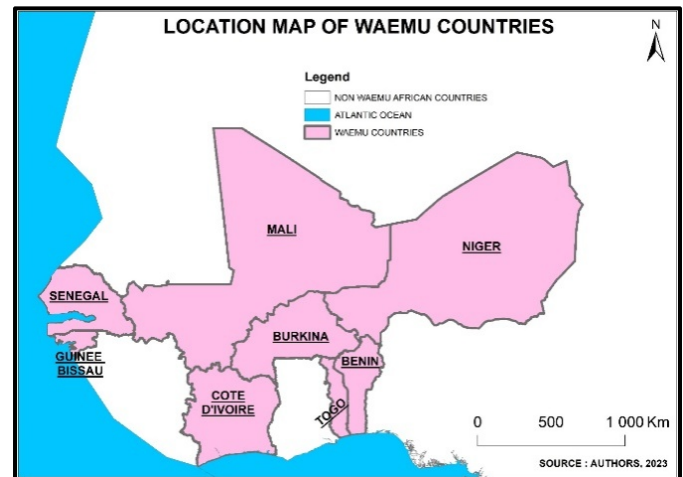 LOCATION MAP OF WAEMU COUNTRIES
N
Legend
NON WAEMU AFRICAN COUNTRIES
ATLANTIC OCEAN
WAEMU COUNTRIES
MALI
NIGER
SENEGAL
BURKINA
GUINEE
BISSAU
BENIN
COTE
D'IVOIRE
TOGO
0 500 1 000 Km
SOURCE : AUTHORS, 2023